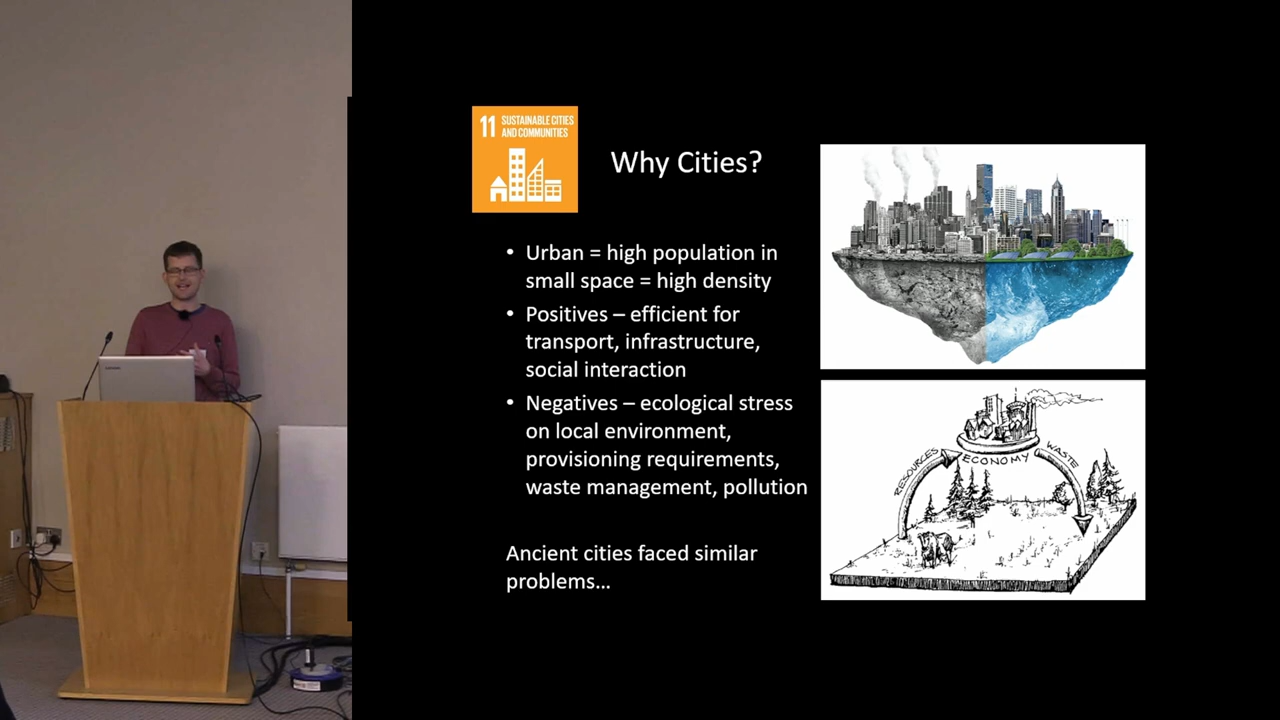 11 SUSTAINABLE CITIES
AND COMMUNITIES
Why Cities?
• Urban = high population in
small space = high density
• Positives – efficient for
transport, infrastructure,
social interaction
• Negatives – ecological stress
on local environment,
provisioning requirements,
waste management, pollution
Ancient cities faced similar
problems...
RESOURCES
ECONOMY
WASTE